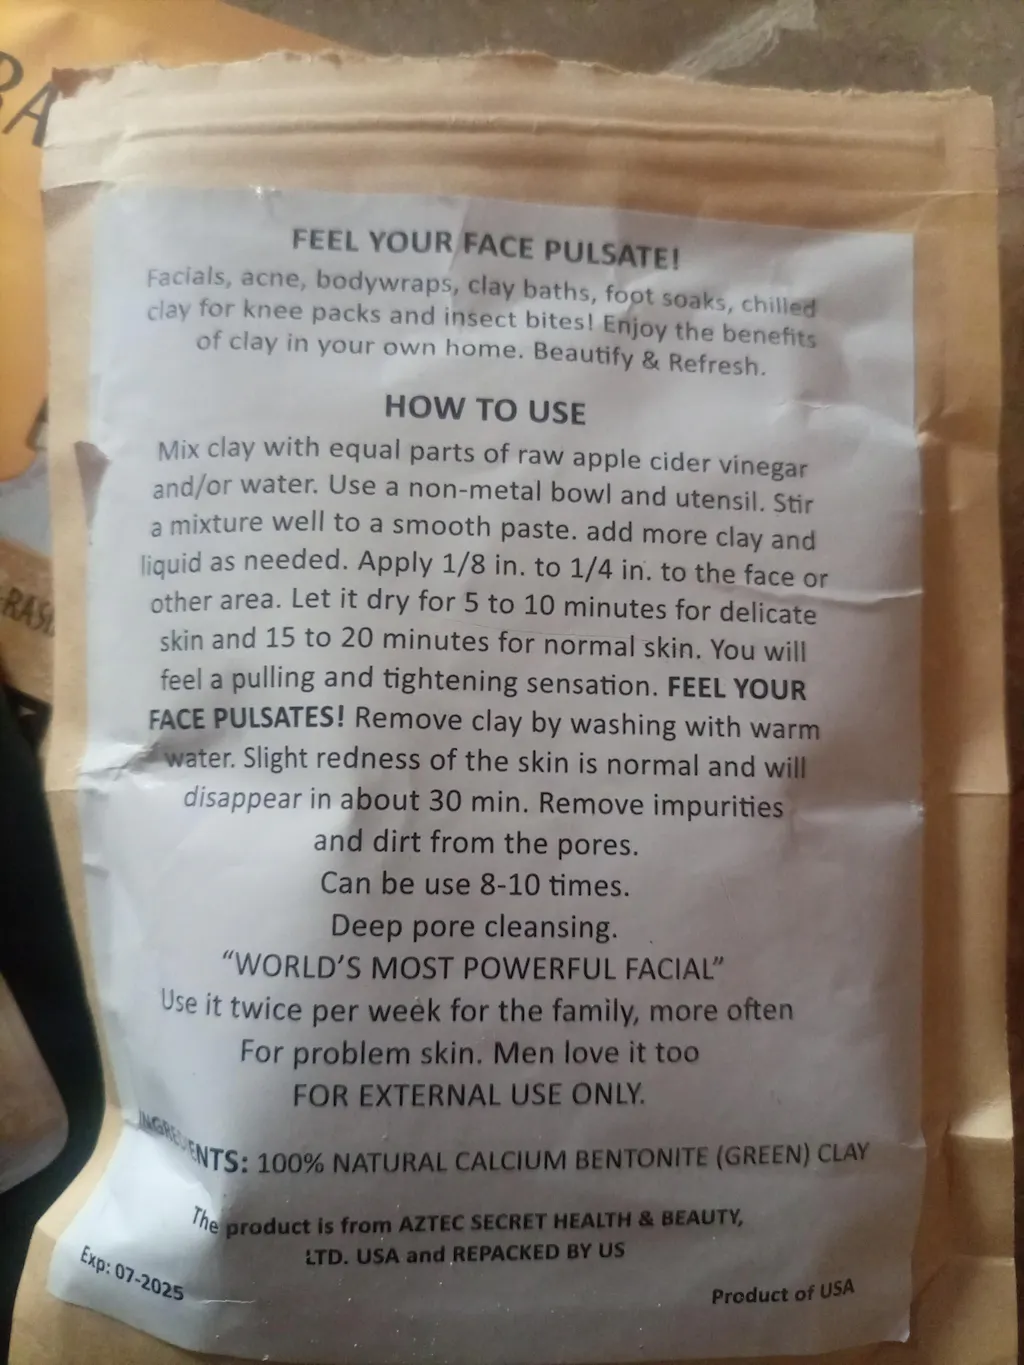 RA
FEEL YOUR FACE PULSATE!
Facials, acne, bodywraps, clay baths, foot soaks, chilled
clay for knee packs and insect bites! Enjoy the benefits
of clay in your own home. Beautify & Refresh.
HOW TO USE
Mix clay with equal parts of raw apple cider vinegar
and/or water. Use a non-metal bowl and utensil. Stir
a mixture well to a smooth paste. add more clay and
liquid as needed. Apply 1/8 in. to 1/4 in. to the face or
other area. Let it dry for 5 to 10 minutes for delicate
skin and 15 to 20 minutes for normal skin. You will
feel a pulling and tightening sensation. FEEL YOUR
FACE PULSATES! Remove clay by washing with warm
water. Slight redness of the skin is normal and will
disappear in about 30 min. Remove impurities
and dirt from the pores.
Can be use 8-10 times.
Deep pore cleansing.
“WORLD'S MOST POWERFUL FACIAL”
Use it twice per week for the family, more often
For problem skin. Men love it too
FOR EXTERNAL USE ONLY.
INGREDIENTS: 100% NATURAL CALCIUM BENTONITE (GREEN) CLAY
The product is from AZTEC SECRET HEALTH & BEAUTY,
LTD. USA and REPACKED BY US
Exp: 07-2025
Product of USA